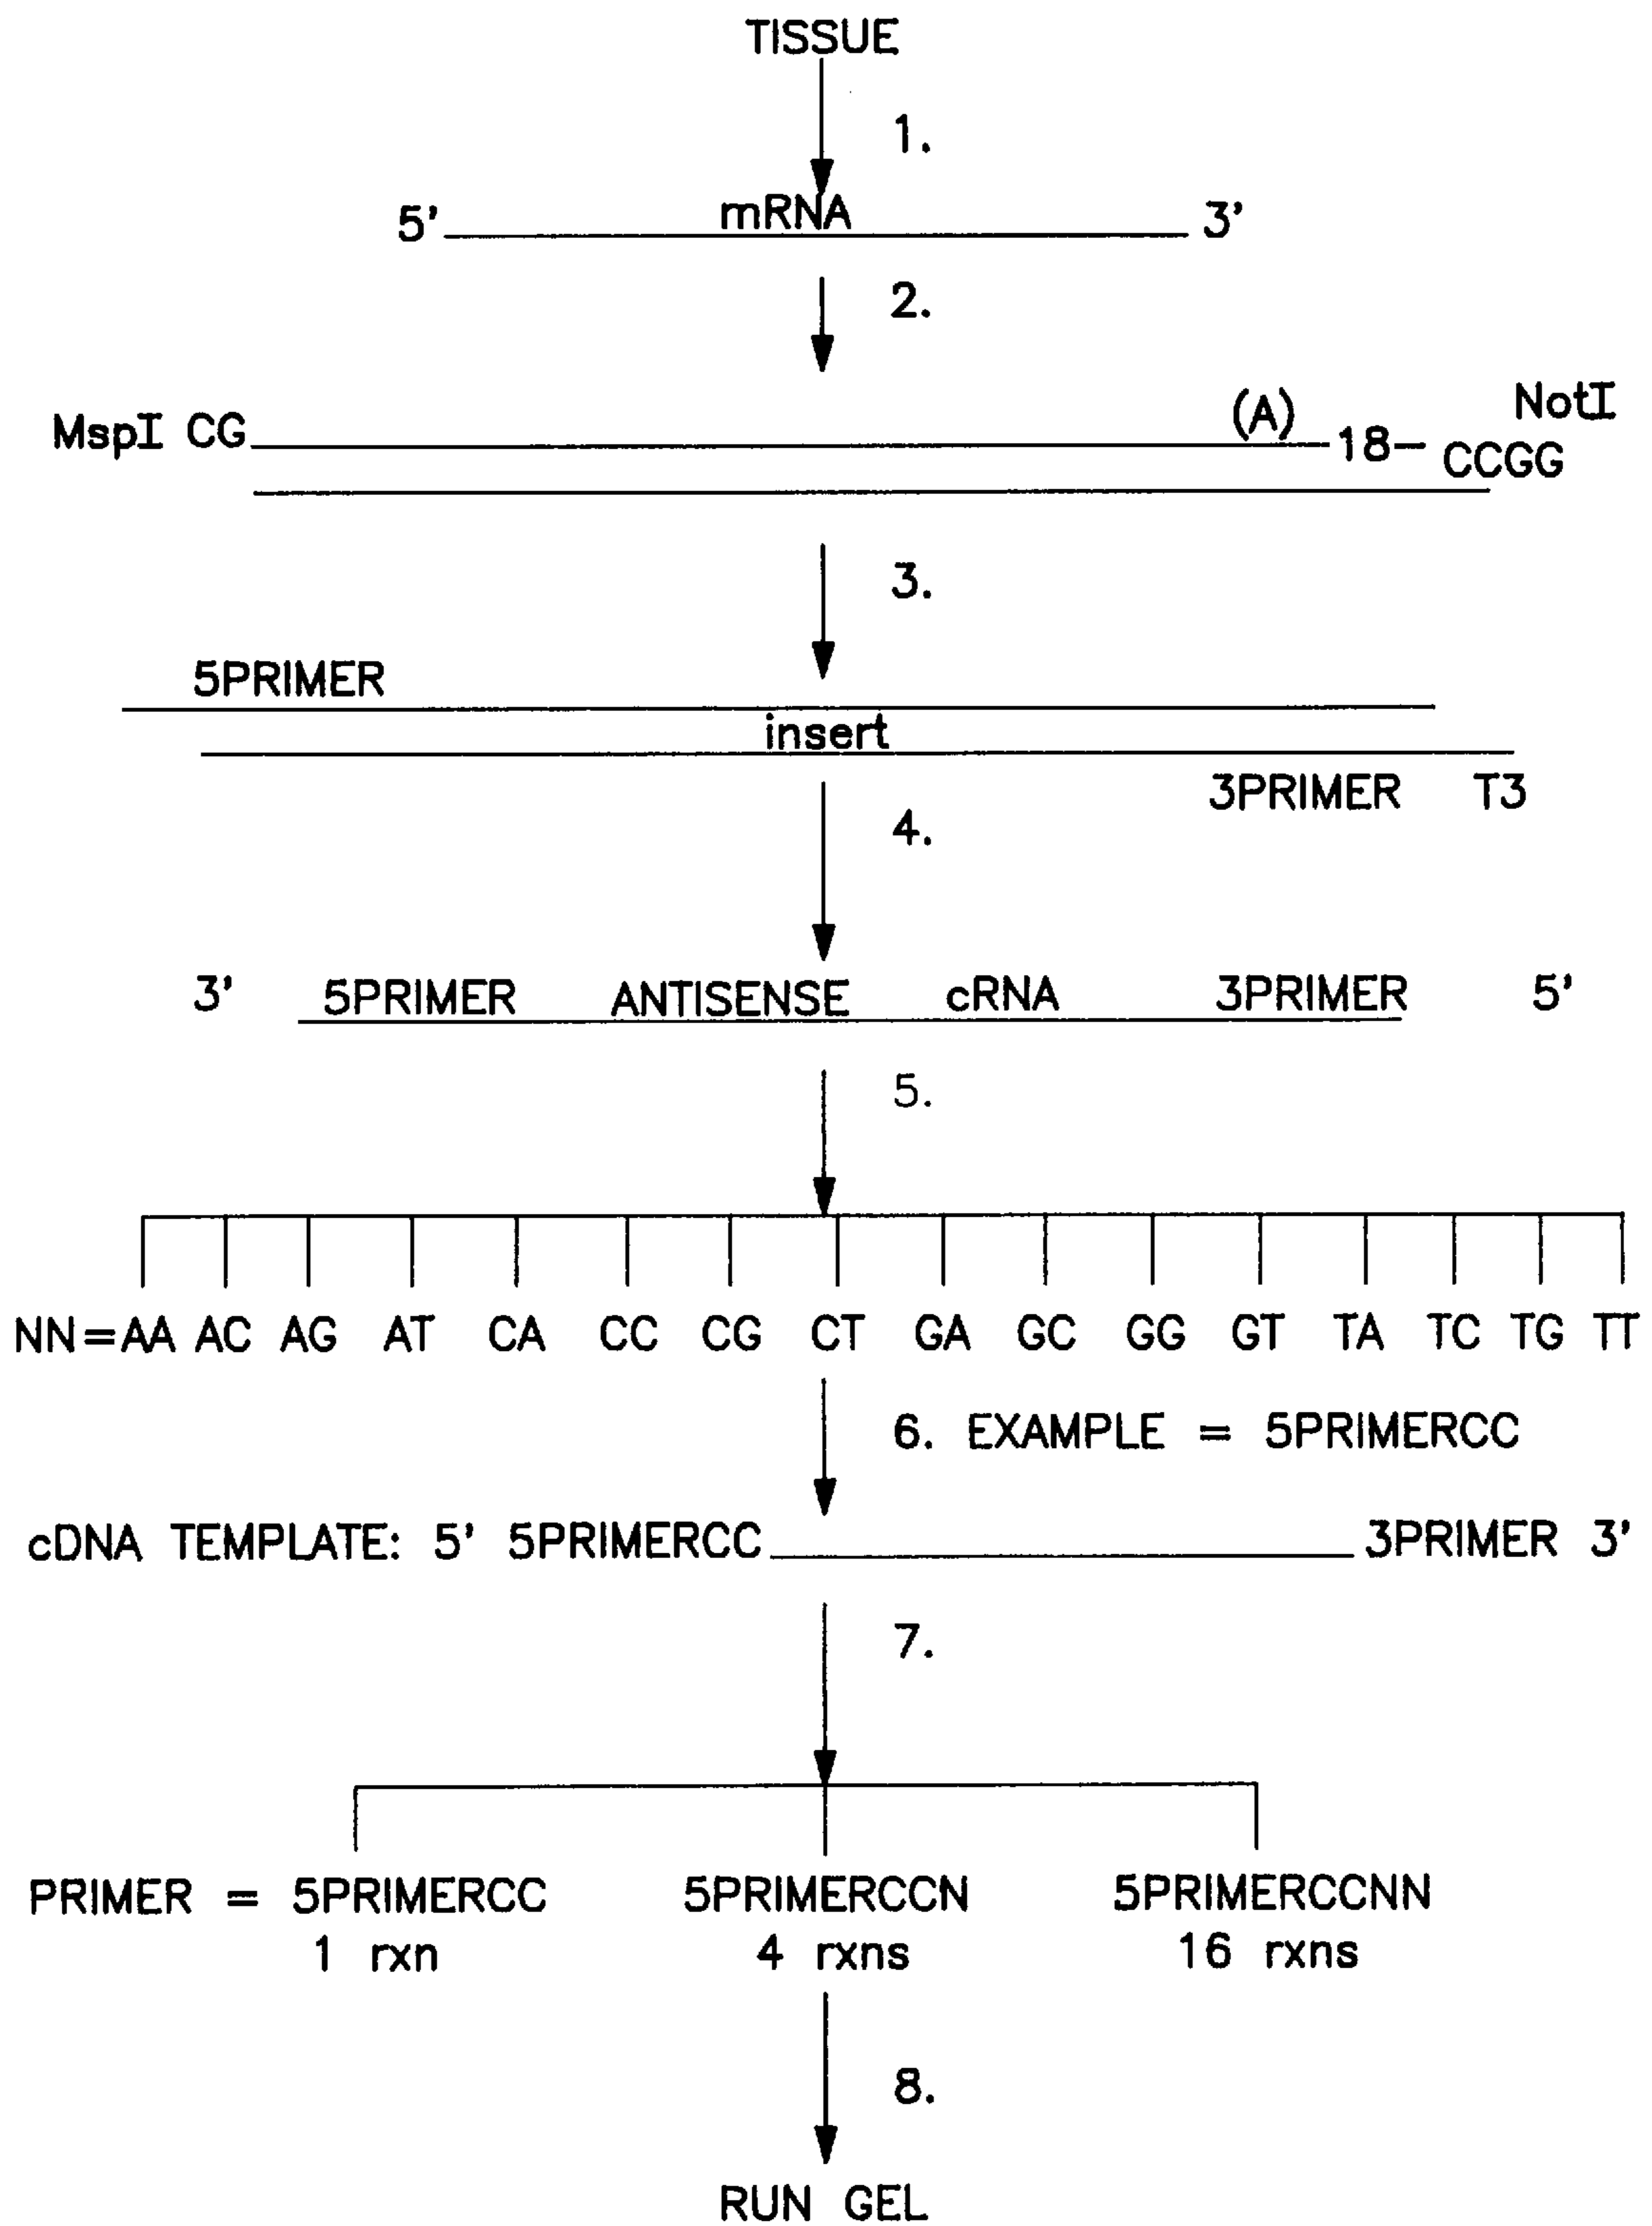 TISSUE
1.
5' mRNA 3'
2.
NotI
MspI CG (A) 18- CCGG
3.
5PRIMER
insert
3PRIMER T3
4.
3' 5PRIMER ANTISENSE cRNA 3PRIMER 5'
5.
NN=AA AC AG AT CA CC CG CT GA GC GG GT TA TC TG TT
6. EXAMPLE = 5PRIMERCC
cDNA TEMPLATE: 5' 5PRIMERCC 3PRIMER 3'
7.
PRIMER = 5PRIMERCC 5PRIMERCCN 5PRIMERCCNN
1 rxn 4 rxns 16 rxns
8.
RUN GEL